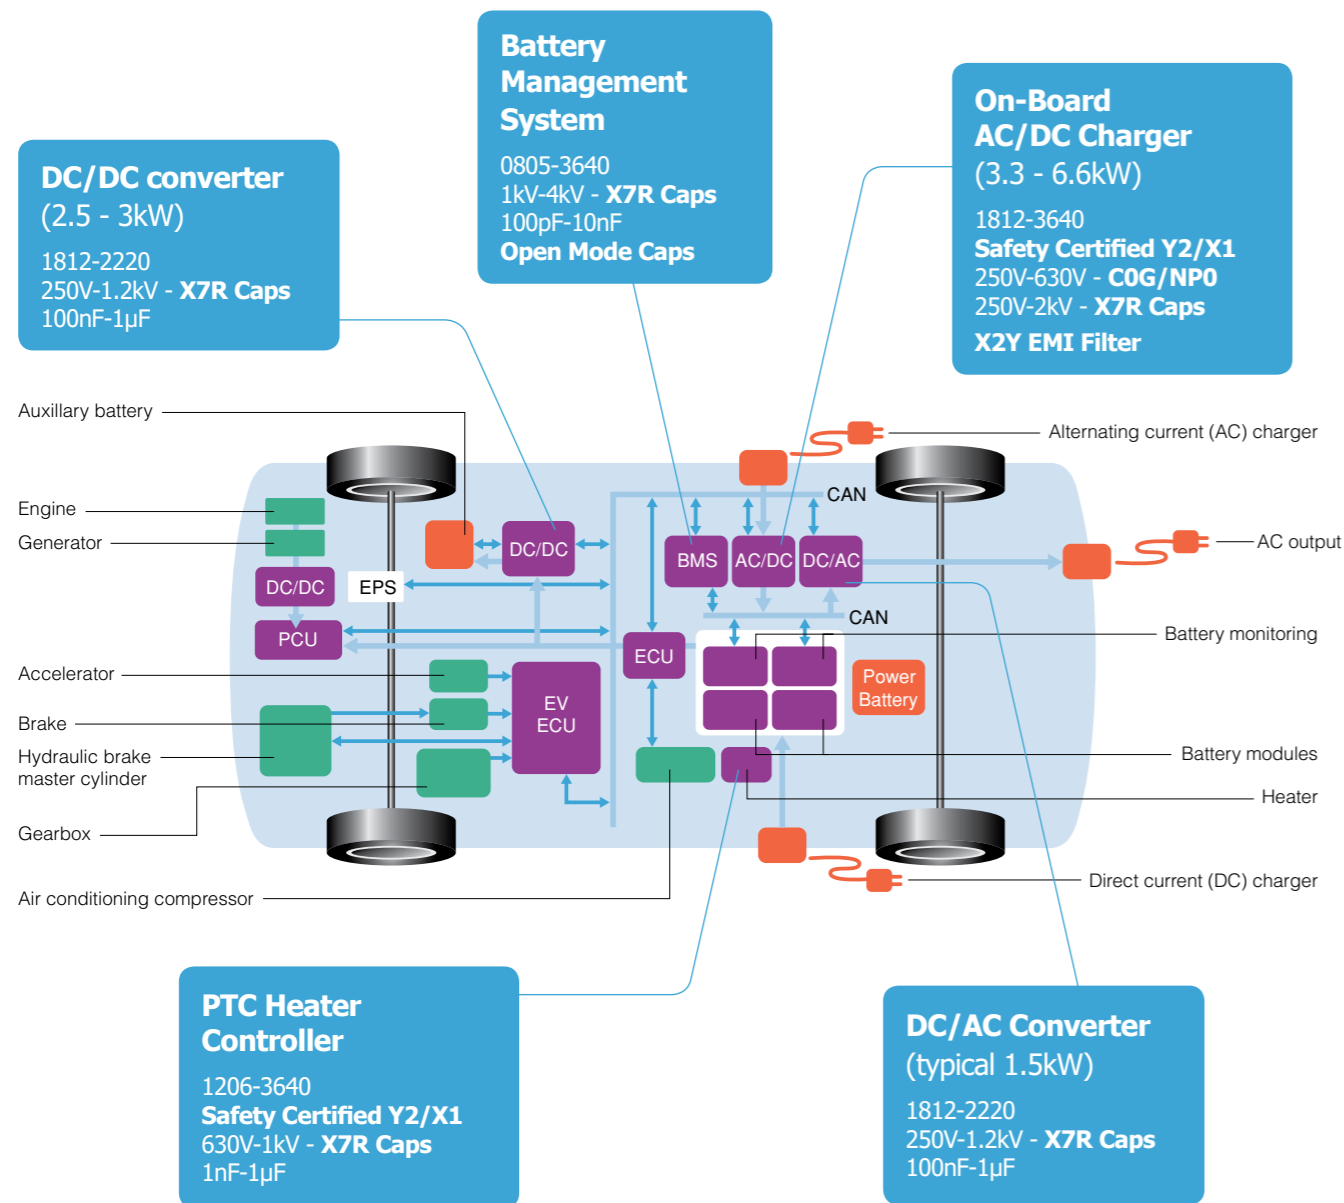 Battery
Management
System
0805-3640
1kV-4kV - X7R Caps
100pF-10nF
Open Mode Caps
On-Board
AC/DC Charger
(3.3 - 6.6kW)
1812-3640
Safety Certified Y2/X1
250V-630V - C0G/NP0
250V-2kV - X7R Caps
X2Y EMI Filter
DC/DC converter
(2.5 - 3kW)
1812-2220
250V-1.2kV - X7R Caps
100nF-1µF
Auxillary battery
Alternating current (AC) charger
Engine
CAN
Generator
DC/DC
BMS
AC/DC
DC/AC
AC output
DC/DC
EPS
CAN
PCU
ECU
Battery monitoring
Accelerator
Power
Battery
EV
ECU
Brake
Hydraulic brake
master cylinder
Battery modules
Heater
Gearbox
Direct current (DC) charger
Air conditioning compressor
PTC Heater
Controller
1206-3640
Safety Certified Y2/X1
630V-1kV - X7R Caps
1nF-1µF
DC/AC Converter
(typical 1.5kW)
1812-2220
250V-1.2kV - X7R Caps
100nF-1µF